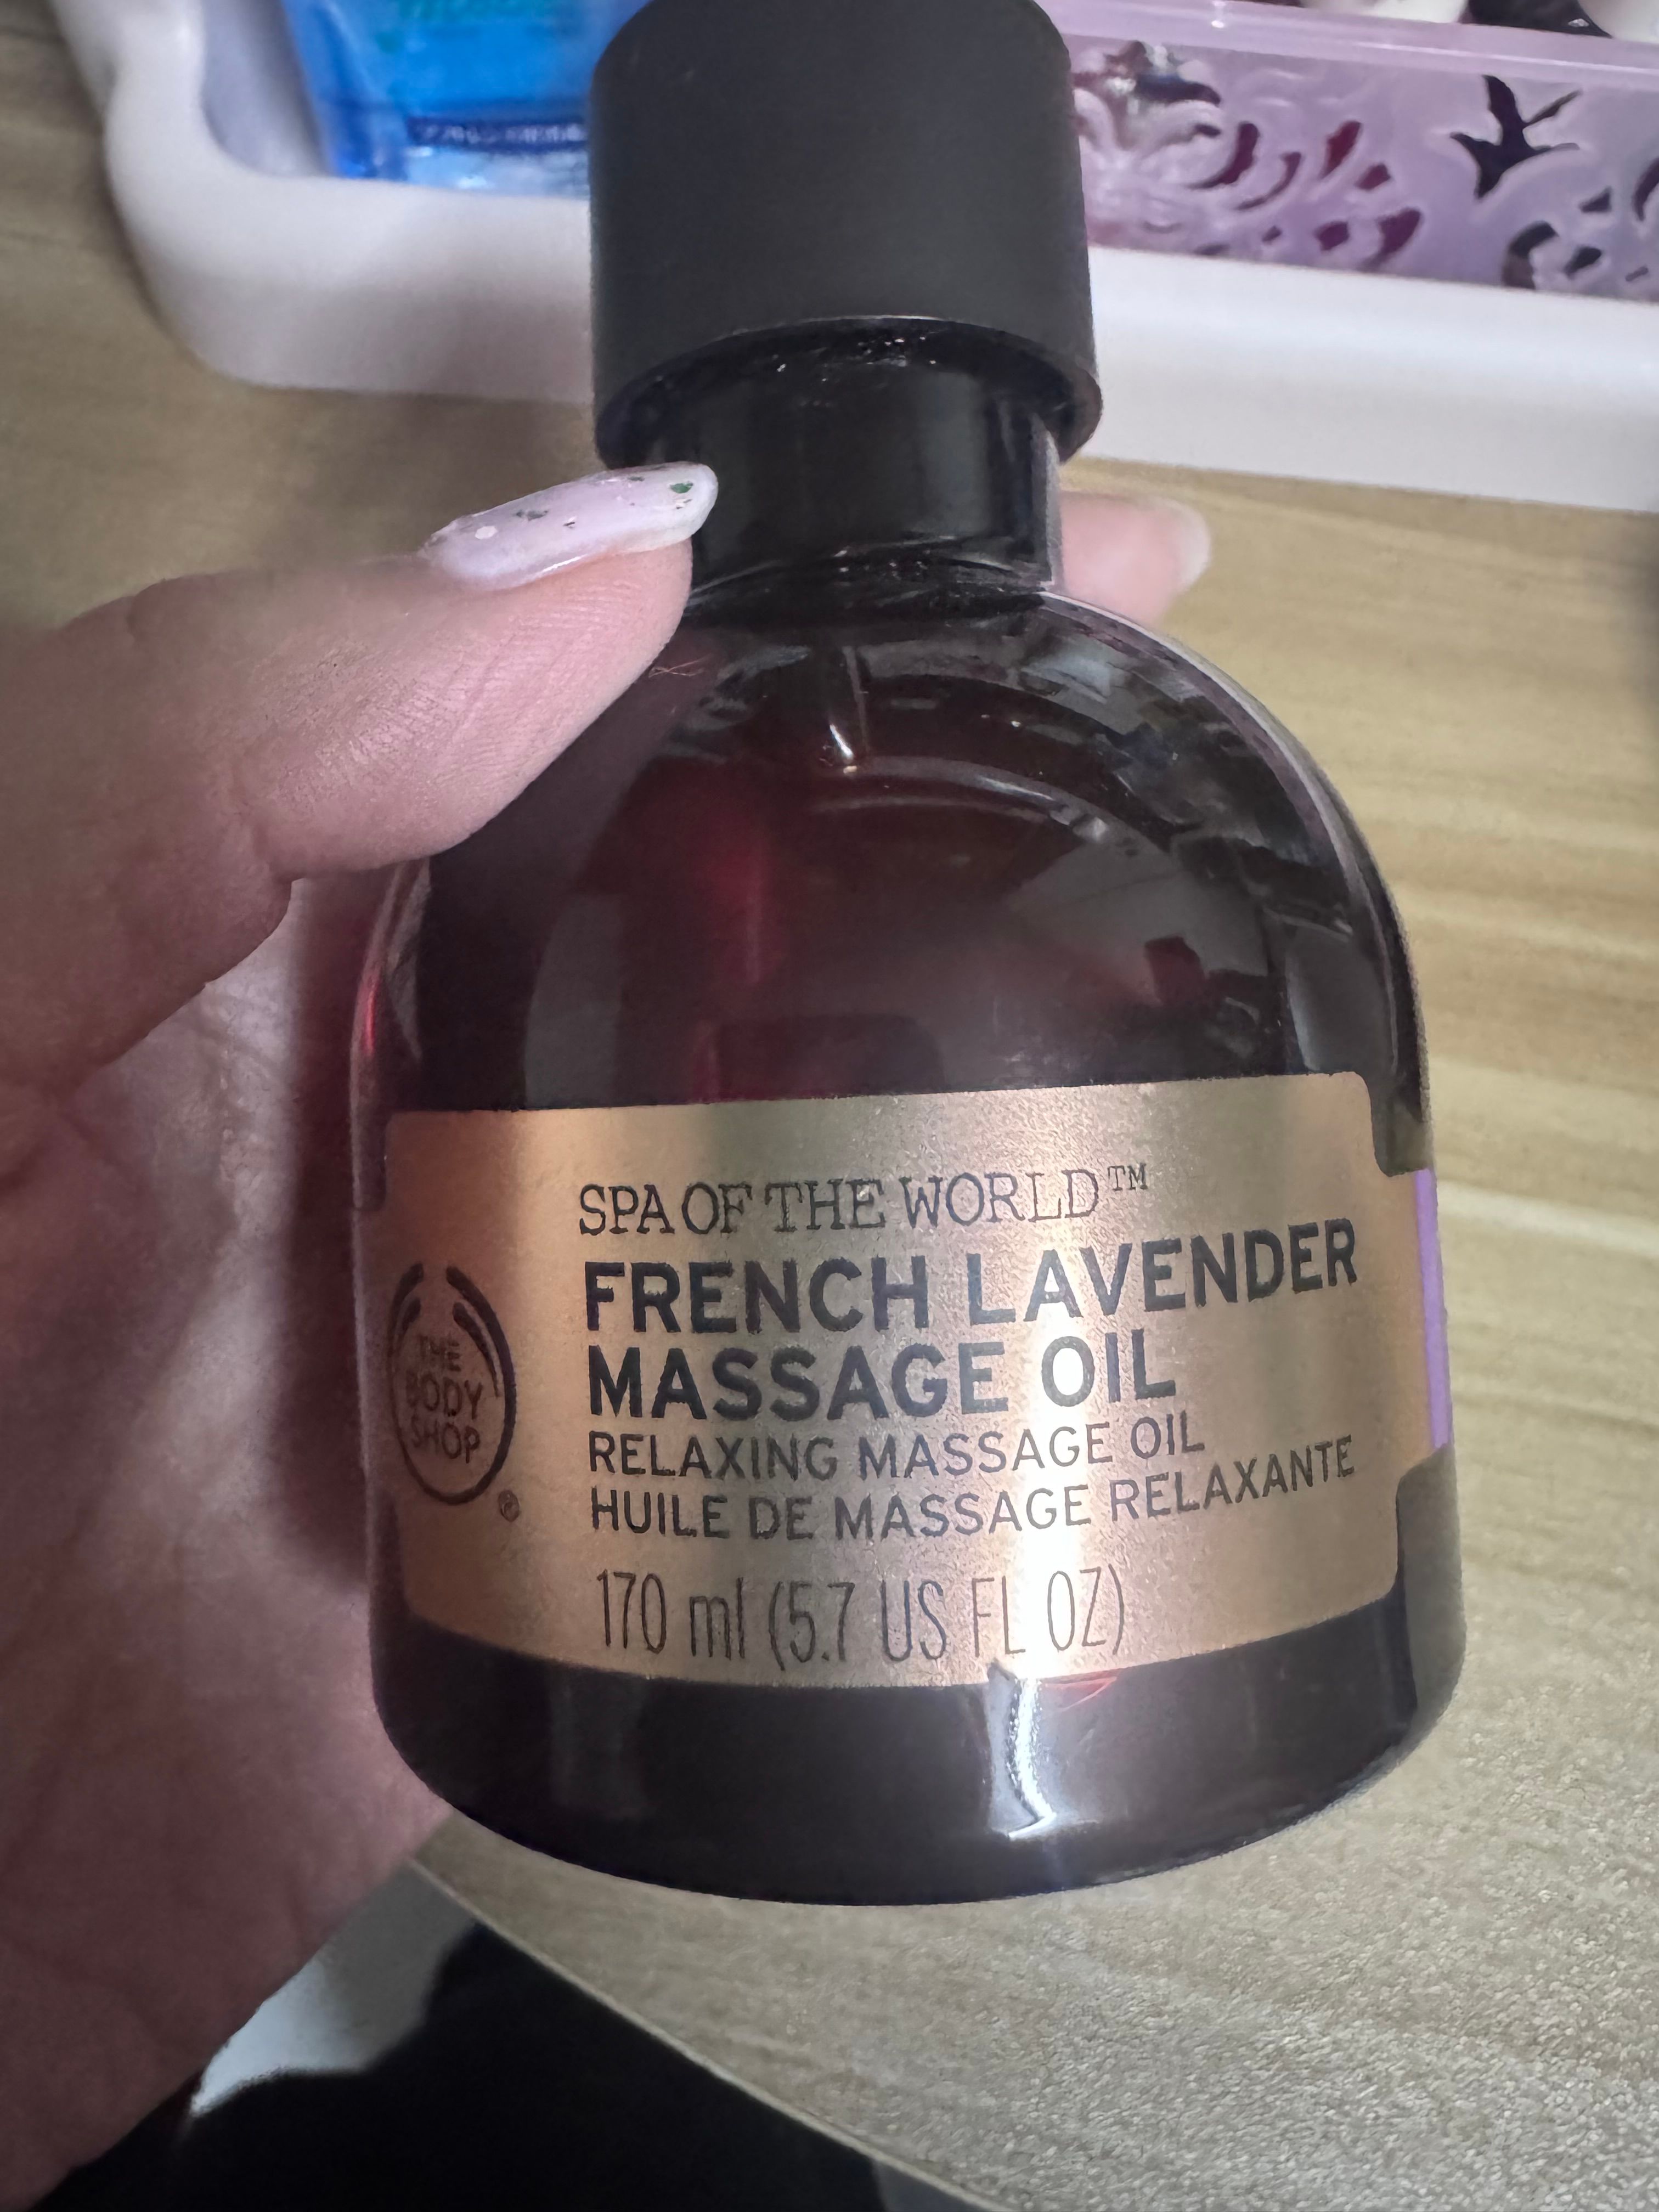 SPA OF THE WORLD™
FRENCH LAVENDER
MASSAGE OIL
RELAXING MASSAGE OIL
HUILE DE MASSAGE RELAXANTE
170 ml (5.7 US FL OZ)
THE
BODY
SHOP
®